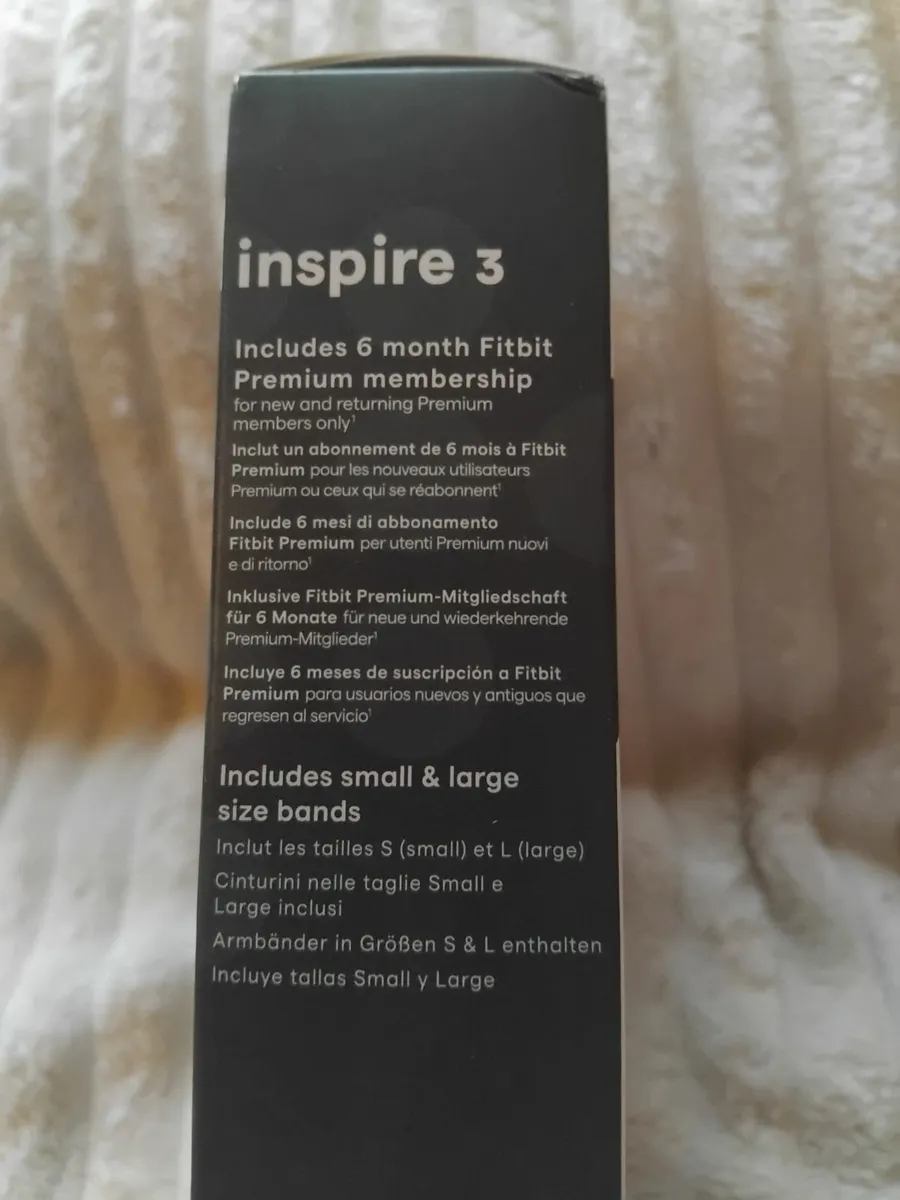 inspire 3
Includes 6 month Fitbit
Premium membership
for new and returning Premium
members only¹
Inclut un abonnement de 6 mois à Fitbit
Premium pour les nouveaux utilisateurs
Premium ou ceux qui se réabonnent¹
Include 6 mesi di abbonamento
Fitbit Premium per utenti Premium nuovi
e di ritorno¹
Inklusive Fitbit Premium-Mitgliedschaft
für 6 Monate für neue und wiederkehrende
Premium-Mitglieder¹
Incluye 6 meses de suscripción a Fitbit
Premium para usuarios nuevos y antiguos que
regresen al servicio¹
Includes small & large
size bands
Inclut les tailles S (small) et L (large)
Cinturini nelle taglie Small e
Large inclusi
Armbänder in Größen S & L enthalten
Incluye tallas Small y Large